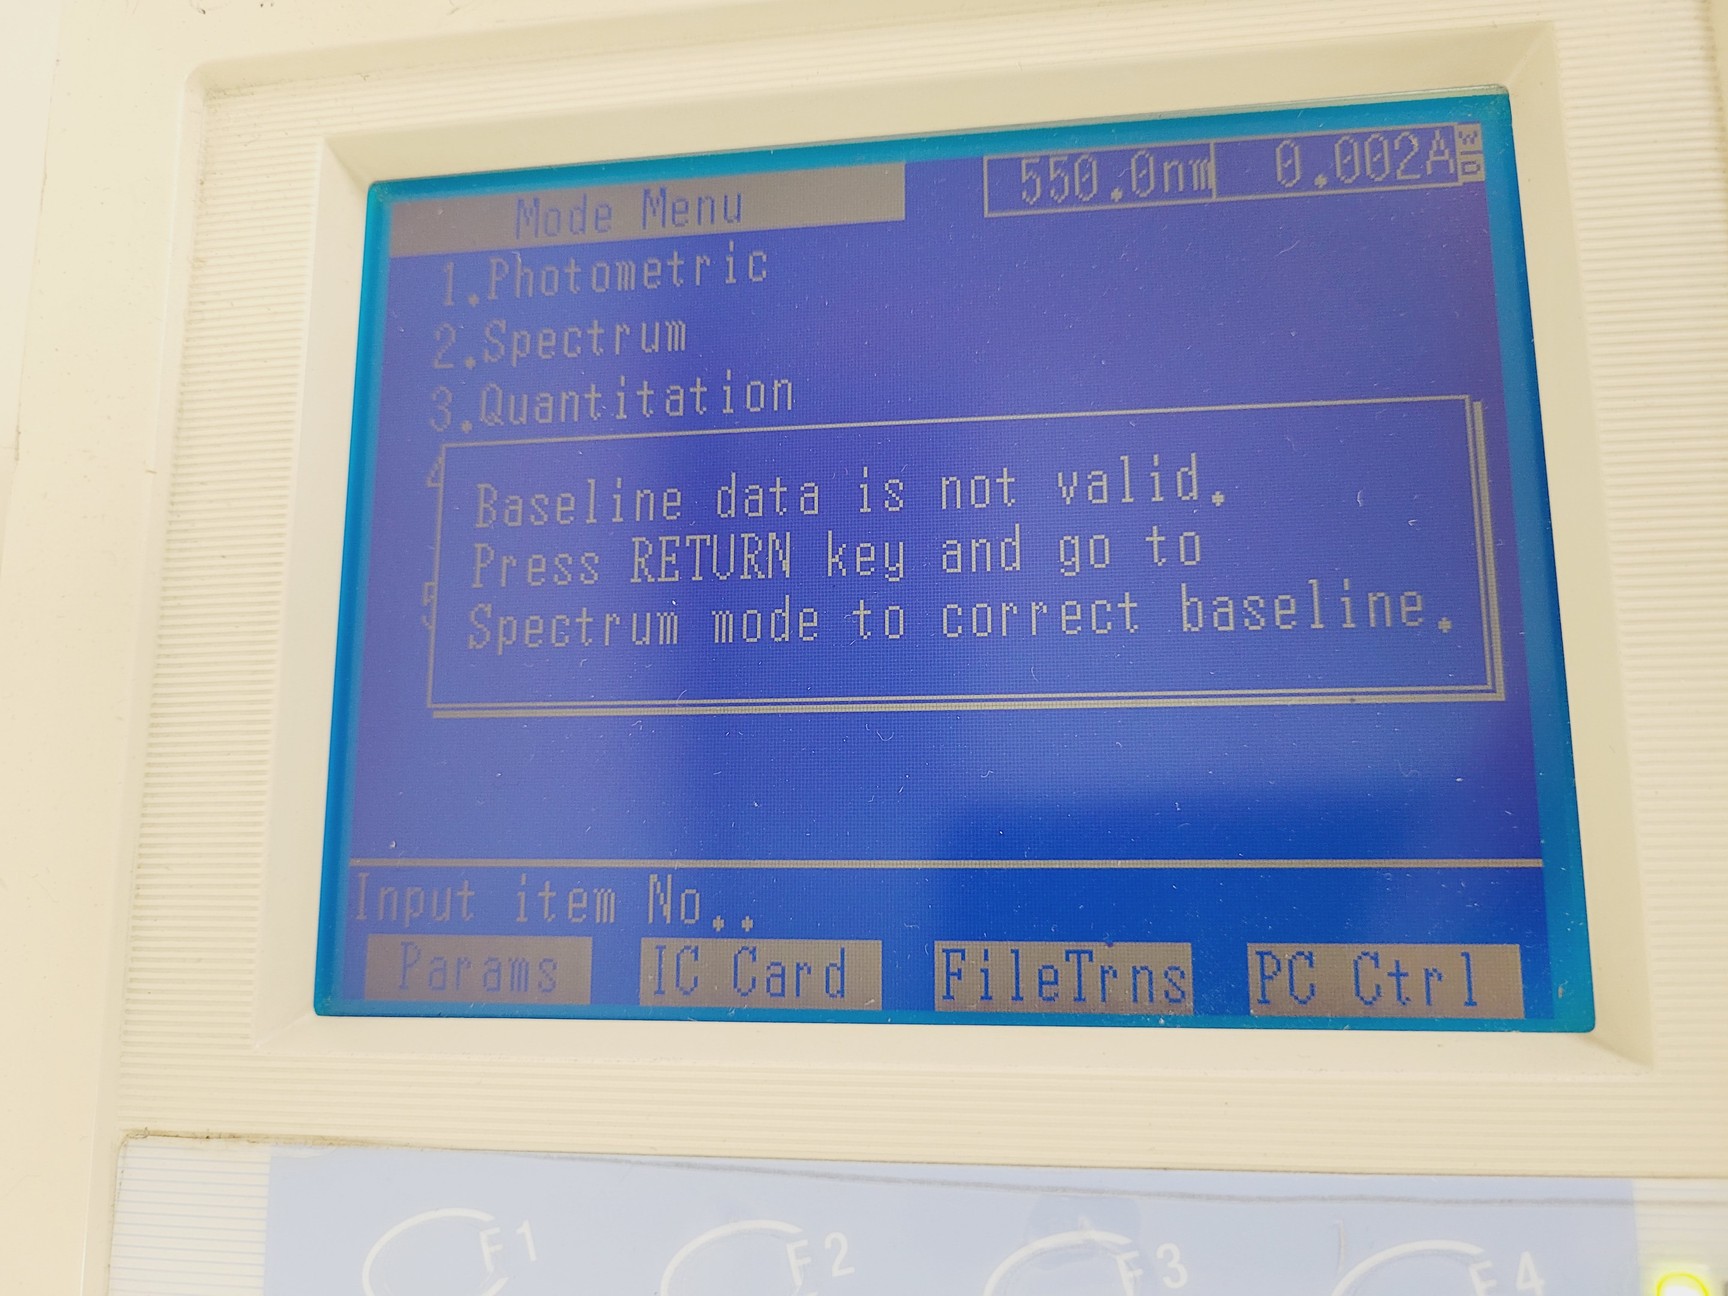 Mode Menu 550.0nm 0.002A W D
1.Photometric
2.Spectrum
3.Quantitation
4
5
Baseline data is not valid.
Press RETURN key and go to
Spectrum mode to correct baseline.
Input item No..
Params IC Card FileTrns PC Ctrl
F1 F2 F3 F4